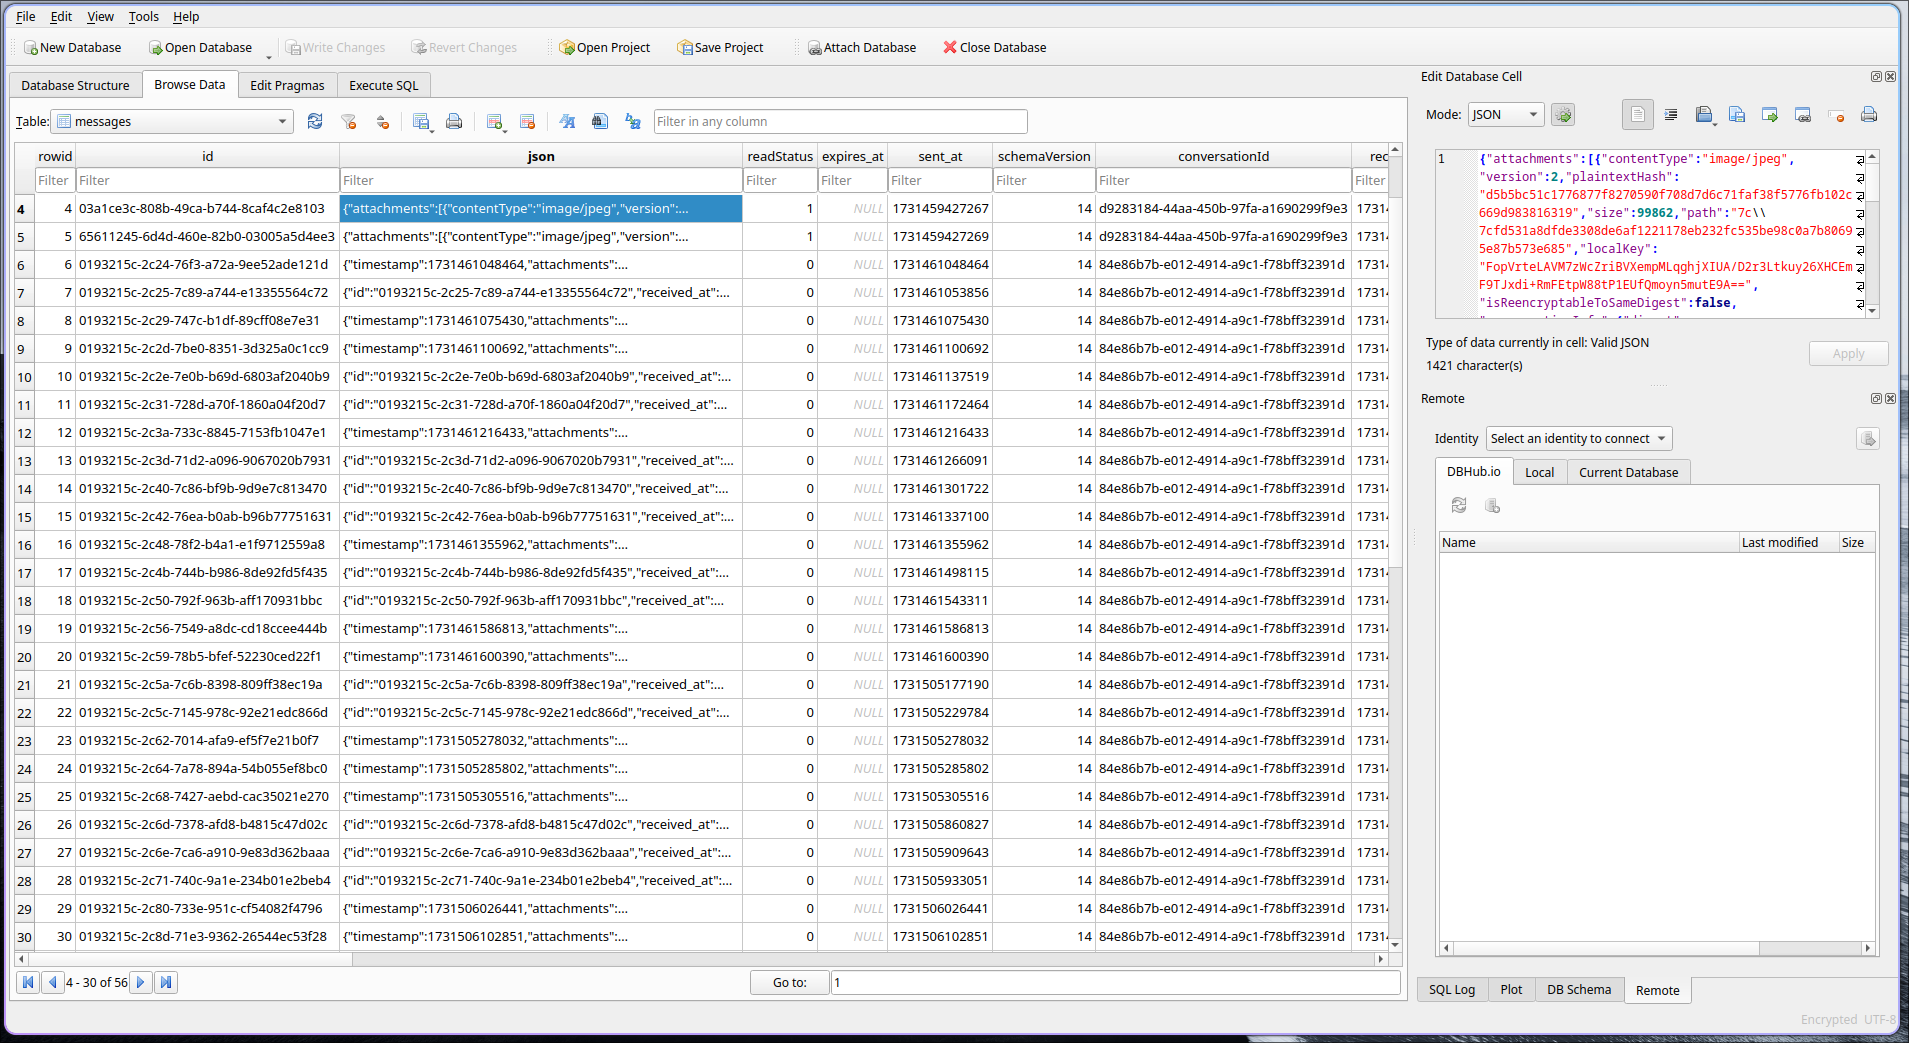 File Edit View Tools Help
New Database Open Database Write Changes Revert Changes Open Project Save Project Attach Database Close Database
Database Structure Browse Data Edit Pragmas Execute SQL
Table: messages Filter in any column
rowid id json readStatus expires_at sent_at schemaVersion conversationId rec
Filter Filter Filter Filter Filter Filter Filter Filter Filter
4 4 03a1ce3c-808b-49ca-b744-8caf4c2e8103 {"attachments":[{"contentType":"image/jpeg","version":... 1 NULL 1731459427267 14 d9283184-44aa-450b-97fa-a1690299f9e3 1731
5 5 65611245-6d4d-460e-82b0-03005a5d4ee3 {"attachments":[{"contentType":"image/jpeg","version":... 1 NULL 1731459427269 14 d9283184-44aa-450b-97fa-a1690299f9e3 1731
6 6 0193215c-2c24-76f3-a72a-9ee52ade121d {"timestamp":1731461048464,"attachments":... 0 NULL 1731461048464 14 84e86b7b-e012-4914-a9c1-f78bff32391d 1731
7 7 0193215c-2c25-7c89-a744-e13355564c72 {"id":"0193215c-2c25-7c89-a744-e13355564c72","received_at":... 0 NULL 1731461053856 14 84e86b7b-e012-4914-a9c1-f78bff32391d 1731
8 8 0193215c-2c29-747c-b1df-89cff08e7e31 {"timestamp":1731461075430,"attachments":... 0 NULL 1731461075430 14 84e86b7b-e012-4914-a9c1-f78bff32391d 1731
9 9 0193215c-2c2d-7be0-8351-3d325a0c1cc9 {"timestamp":1731461100692,"attachments":... 0 NULL 1731461100692 14 84e86b7b-e012-4914-a9c1-f78bff32391d 1731
10 10 0193215c-2c2e-7e0b-b69d-6803af2040b9 {"id":"0193215c-2c2e-7e0b-b69d-6803af2040b9","received_at":... 0 NULL 1731461137519 14 84e86b7b-e012-4914-a9c1-f78bff32391d 1731
11 11 0193215c-2c31-728d-a70f-1860a04f20d7 {"id":"0193215c-2c31-728d-a70f-1860a04f20d7","received_at":... 0 NULL 1731461172464 14 84e86b7b-e012-4914-a9c1-f78bff32391d 1731
12 12 0193215c-2c3a-733c-8845-7153fb1047e1 {"timestamp":1731461216433,"attachments":... 0 NULL 1731461216433 14 84e86b7b-e012-4914-a9c1-f78bff32391d 1731
13 13 0193215c-2c3d-71d2-a096-9067020b7931 {"id":"0193215c-2c3d-71d2-a096-9067020b7931","received_at":... 0 NULL 1731461266091 14 84e86b7b-e012-4914-a9c1-f78bff32391d 1731
14 14 0193215c-2c40-7c86-bf9b-9d9e7c813470 {"id":"0193215c-2c40-7c86-bf9b-9d9e7c813470","received_at":... 0 NULL 1731461301722 14 84e86b7b-e012-4914-a9c1-f78bff32391d 1731
15 15 0193215c-2c42-76ea-b0ab-b96b77751631 {"id":"0193215c-2c42-76ea-b0ab-b96b77751631","received_at":... 0 NULL 1731461337100 14 84e86b7b-e012-4914-a9c1-f78bff32391d 1731
16 16 0193215c-2c48-78f2-b4a1-e1f9712559a8 {"timestamp":1731461355962,"attachments":... 0 NULL 1731461355962 14 84e86b7b-e012-4914-a9c1-f78bff32391d 1731
17 17 0193215c-2c4b-744b-b986-8de92fd5f435 {"id":"0193215c-2c4b-744b-b986-8de92fd5f435","received_at":... 0 NULL 1731461498115 14 84e86b7b-e012-4914-a9c1-f78bff32391d 1731
18 18 0193215c-2c50-792f-963b-aff170931bbc {"id":"0193215c-2c50-792f-963b-aff170931bbc","received_at":... 0 NULL 1731461543311 14 84e86b7b-e012-4914-a9c1-f78bff32391d 1731
19 19 0193215c-2c56-7549-a8dc-cd18ccee444b {"timestamp":1731461586813,"attachments":... 0 NULL 1731461586813 14 84e86b7b-e012-4914-a9c1-f78bff32391d 1731
20 20 0193215c-2c59-78b5-bfef-52230ced22f1 {"timestamp":1731461600390,"attachments":... 0 NULL 1731461600390 14 84e86b7b-e012-4914-a9c1-f78bff32391d 1731
21 21 0193215c-2c5a-7c6b-8398-809ff38ec19a {"id":"0193215c-2c5a-7c6b-8398-809ff38ec19a","received_at":... 0 NULL 1731505177190 14 84e86b7b-e012-4914-a9c1-f78bff32391d 1731
22 22 0193215c-2c5c-7145-978c-92e21edc866d {"id":"0193215c-2c5c-7145-978c-92e21edc866d","received_at":... 0 NULL 1731505229784 14 84e86b7b-e012-4914-a9c1-f78bff32391d 1731
23 23 0193215c-2c62-7014-afa9-ef5f7e21b0f7 {"timestamp":1731505278032,"attachments":... 0 NULL 1731505278032 14 84e86b7b-e012-4914-a9c1-f78bff32391d 1731
24 24 0193215c-2c64-7a78-894a-54b055ef8bc0 {"timestamp":1731505285802,"attachments":... 0 NULL 1731505285802 14 84e86b7b-e012-4914-a9c1-f78bff32391d 1731
25 25 0193215c-2c68-7427-aebd-cac35021e270 {"timestamp":1731505305516,"attachments":... 0 NULL 1731505305516 14 84e86b7b-e012-4914-a9c1-f78bff32391d 1731
26 26 0193215c-2c6d-7378-afd8-b4815c47d02c {"id":"0193215c-2c6d-7378-afd8-b4815c47d02c","received_at":... 0 NULL 1731505860827 14 84e86b7b-e012-4914-a9c1-f78bff32391d 1731
27 27 0193215c-2c6e-7ca6-a910-9e83d362baaa {"id":"0193215c-2c6e-7ca6-a910-9e83d362baaa","received_at":... 0 NULL 1731505909643 14 84e86b7b-e012-4914-a9c1-f78bff32391d 1731
28 28 0193215c-2c71-740c-9a1e-234b01e2beb4 {"id":"0193215c-2c71-740c-9a1e-234b01e2beb4","received_at":... 0 NULL 1731505933051 14 84e86b7b-e012-4914-a9c1-f78bff32391d 1731
29 29 0193215c-2c80-733e-951c-cf54082f4796 {"timestamp":1731506026441,"attachments":... 0 NULL 1731506026441 14 84e86b7b-e012-4914-a9c1-f78bff32391d 1731
30 30 0193215c-2c8d-71e3-9362-26544ec53f28 {"timestamp":1731506102851,"attachments":... 0 NULL 1731506102851 14 84e86b7b-e012-4914-a9c1-f78bff32391d 1731
4 - 30 of 56 Go to: 1
Edit Database Cell
Mode: JSON
1 {"attachments":[{"contentType":"image/jpeg",
"version":2,"plaintextHash":
"d5b5bc51c1776877f8270590f708d7d6c71faf38f5776fb102c
669d983816319","size":99862,"path":"7c\\
7cfd531a8dfde3308de6af1221178eb232fc535be98c0a7b8069
5e87b573e685","localKey":
"FopVrteLAVM7zWcZriBVXempMLqghjXIUA/D2r3Ltkuy26XHCEm
F9TJxdi+RmFEtpW88tP1EUfQmoyn5mutE9A==",
"isReencryptableToSameDigest":false,
Type of data currently in cell: Valid JSON
1421 character(s)
Apply
Remote
Identity Select an identity to connect
DBHub.io Local Current Database
Name Last modified Size
SQL Log Plot DB Schema Remote
Encrypted UTF-8